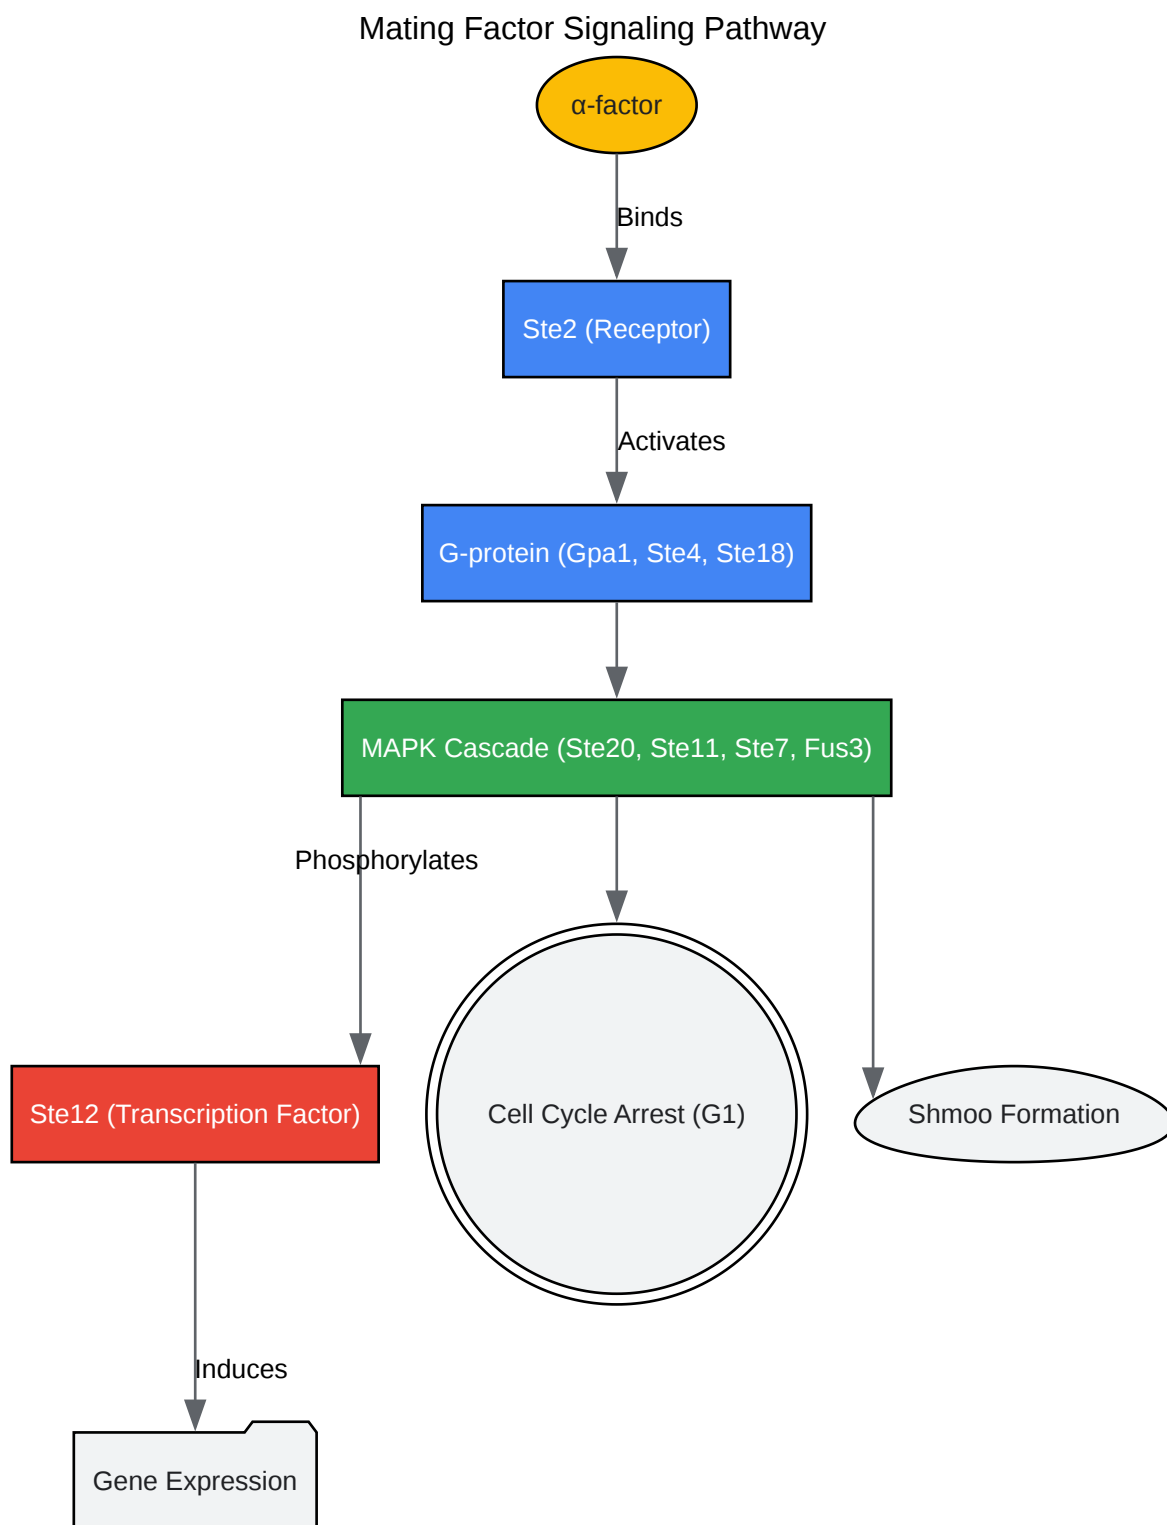 Mating Factor Signaling Pathway
α-factor
Binds
Ste2 (Receptor)
Activates
G-protein (Gpa1, Ste4, Ste18)
MAPK Cascade (Ste20, Ste11, Ste7, Fus3)
Phosphorylates
Ste12 (Transcription Factor)
Cell Cycle Arrest (G1)
Shmoo Formation
Induces
Gene Expression